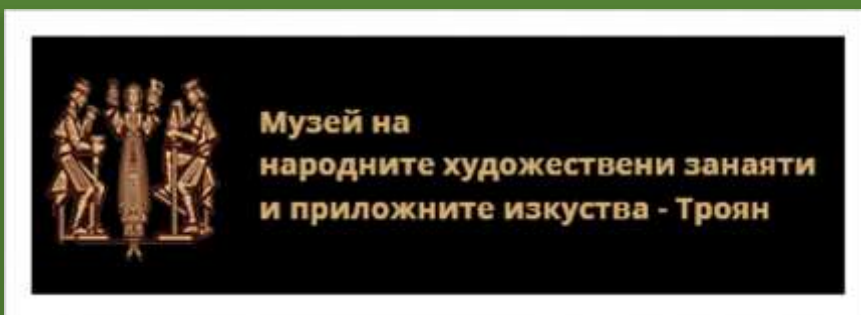 Музей на
народните художествени занаяти
и приложните изкуства - Троян